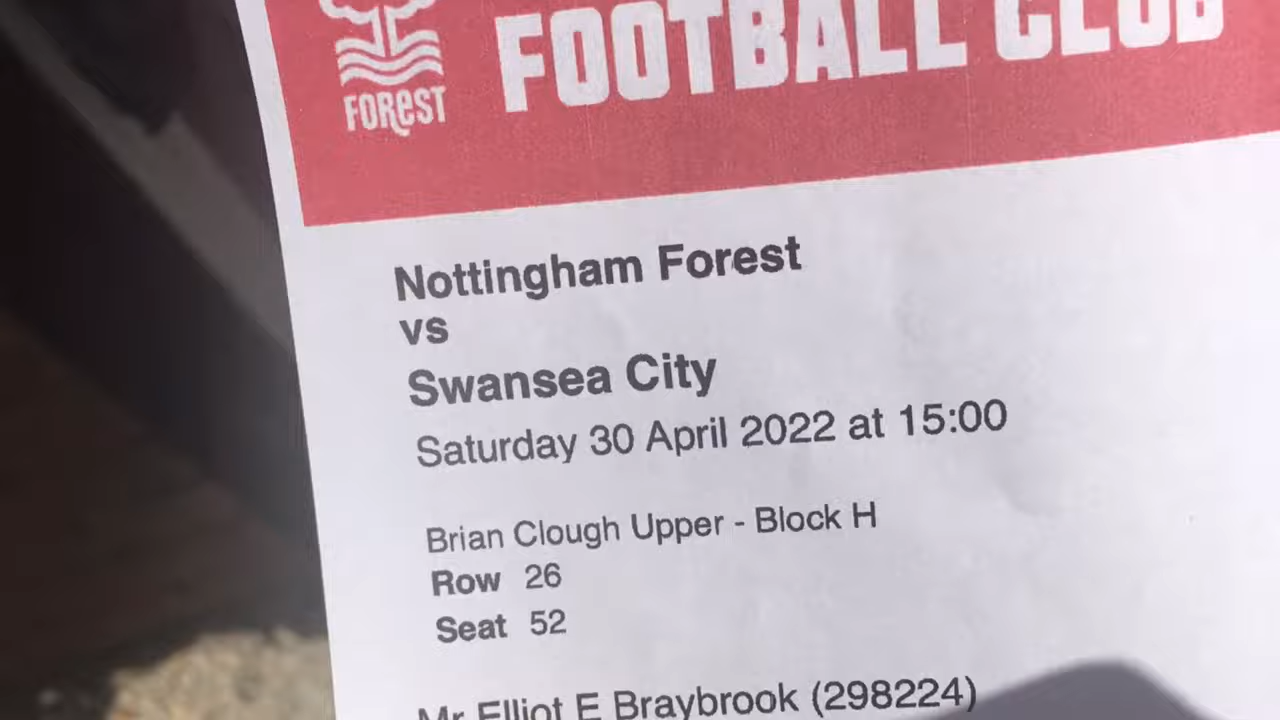 FOREST
FOOTBALL CLUB
Nottingham Forest
vs
Swansea City
Saturday 30 April 2022 at 15:00
Brian Clough Upper - Block H
Row 26
Seat 52
Mr Elliot E Braybrook (298224)